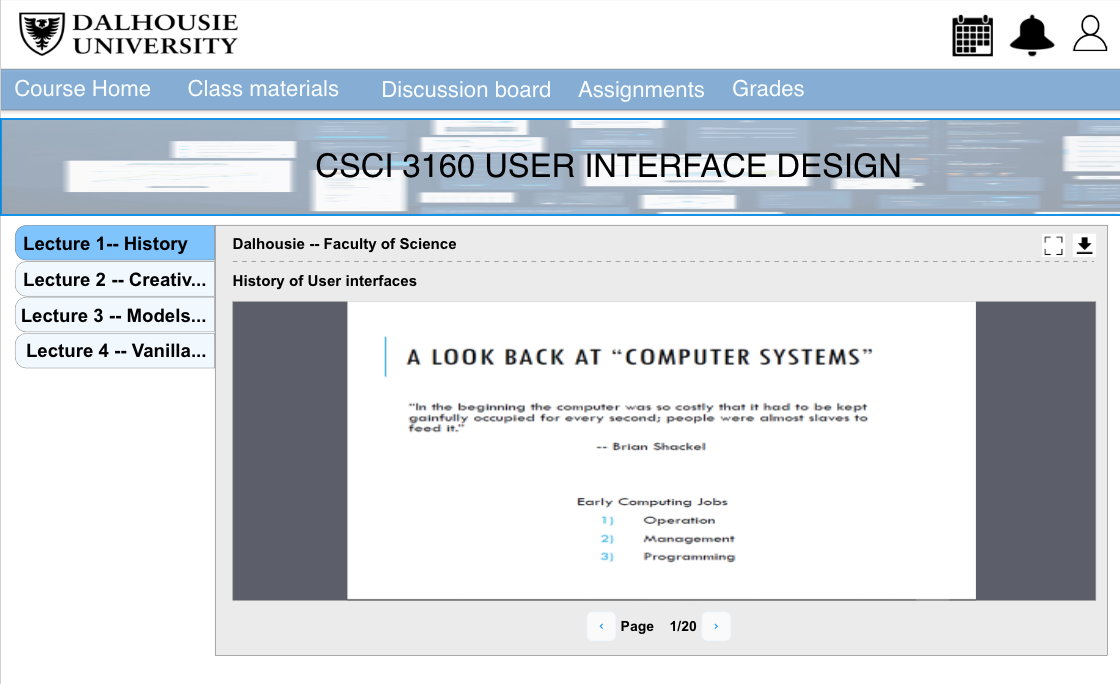 DALHOUSIE
UNIVERSITY
Course Home Class materials Discussion board Assignments Grades
CSCI 3160 USER INTERFACE DESIGN
Lecture 1-- History
Lecture 2 -- Creativ...
Lecture 3 -- Models...
Lecture 4 -- Vanilla...
Dalhousie -- Faculty of Science
History of User interfaces
A LOOK BACK AT “COMPUTER SYSTEMS”
"In the beginning the computer was so costly that it had to be kept
gainfully occupied for every second; people were almost slaves to
feed it."
-- Brian Shackel
Early Computing Jobs
1) Operation
2) Management
3) Programming
‹ Page 1/20 ›